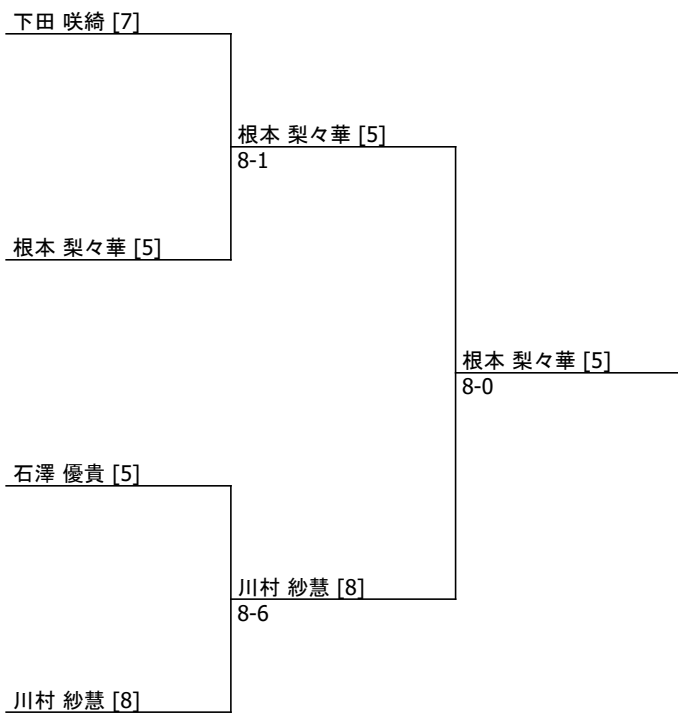 下田 咲綺 [7]
根本 梨々華 [5]
8-1
根本 梨々華 [5]
根本 梨々華 [5]
8-0
石澤 優貴 [5]
川村 紗慧 [8]
8-6
川村 紗慧 [8]